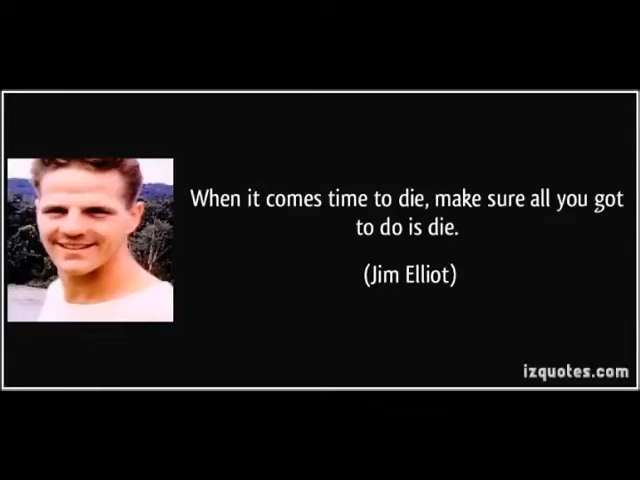 When it comes time to die, make sure all you got
to do is die.
(Jim Elliot)
izquotes.com